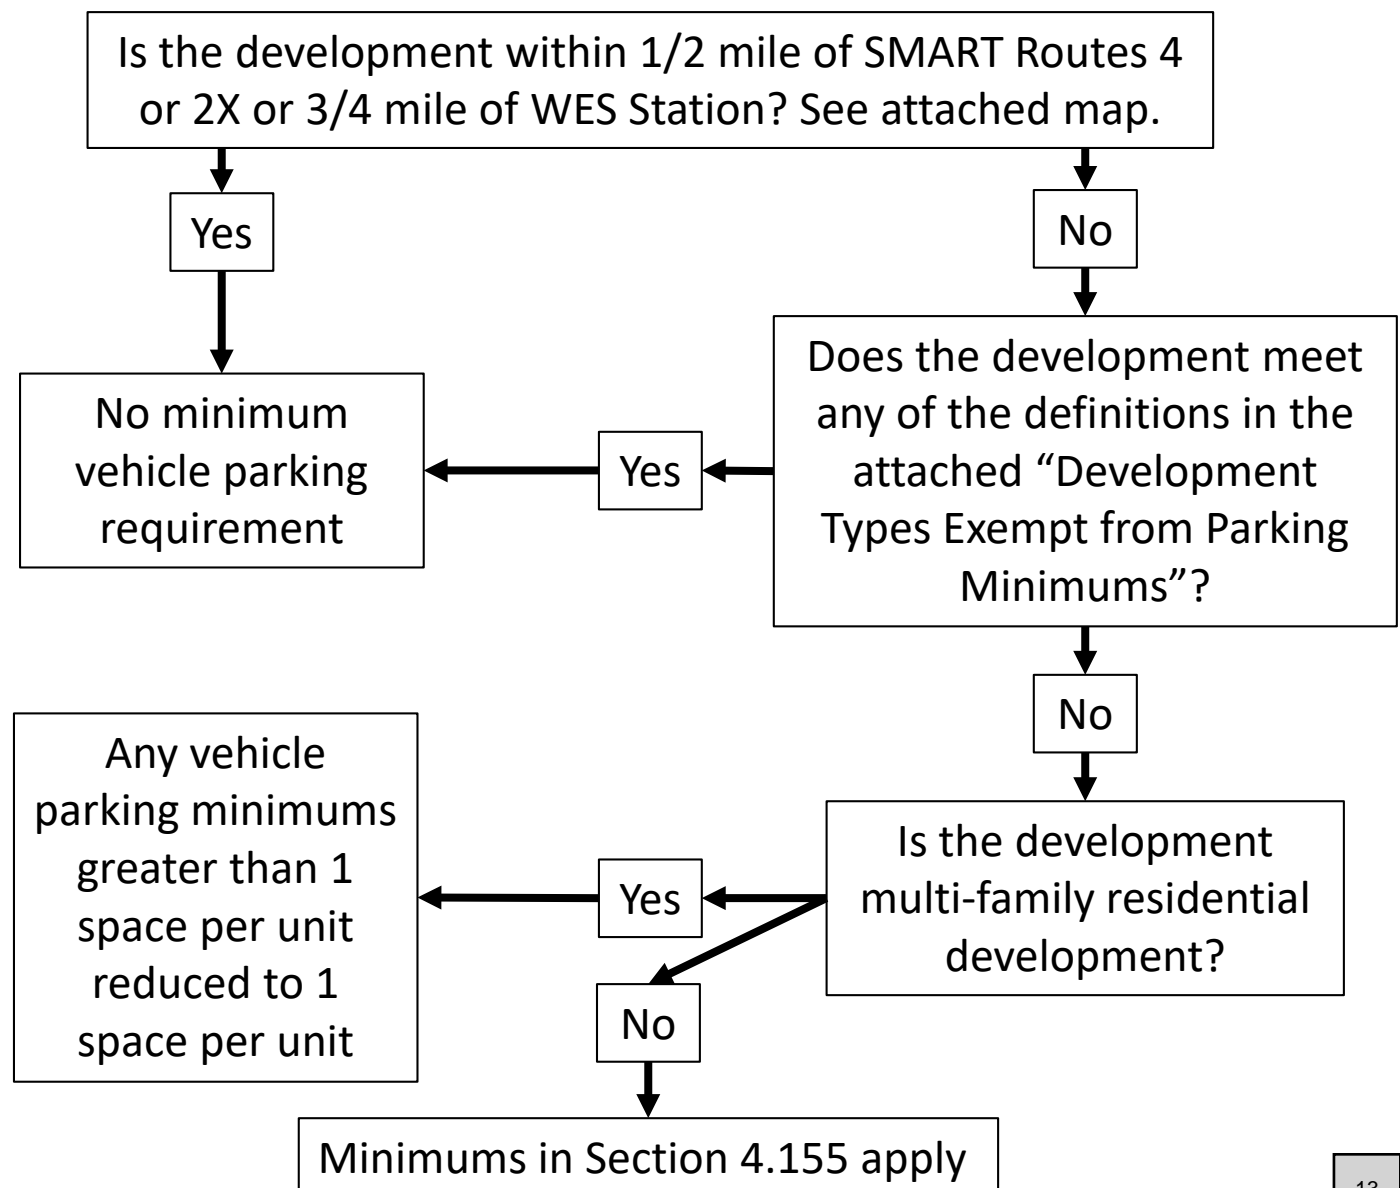 Is the development within 1/2 mile of SMART Routes 4
or 2X or 3/4 mile of WES Station? See attached map.
Yes
No
No minimum
vehicle parking
requirement
Yes
Does the development meet
any of the definitions in the
attached “Development
Types Exempt from Parking
Minimums”?
No
Any vehicle
parking minimums
greater than 1
space per unit
reduced to 1
space per unit
Yes
Is the development
multi-family residential
development?
No
Minimums in Section 4.155 apply
13